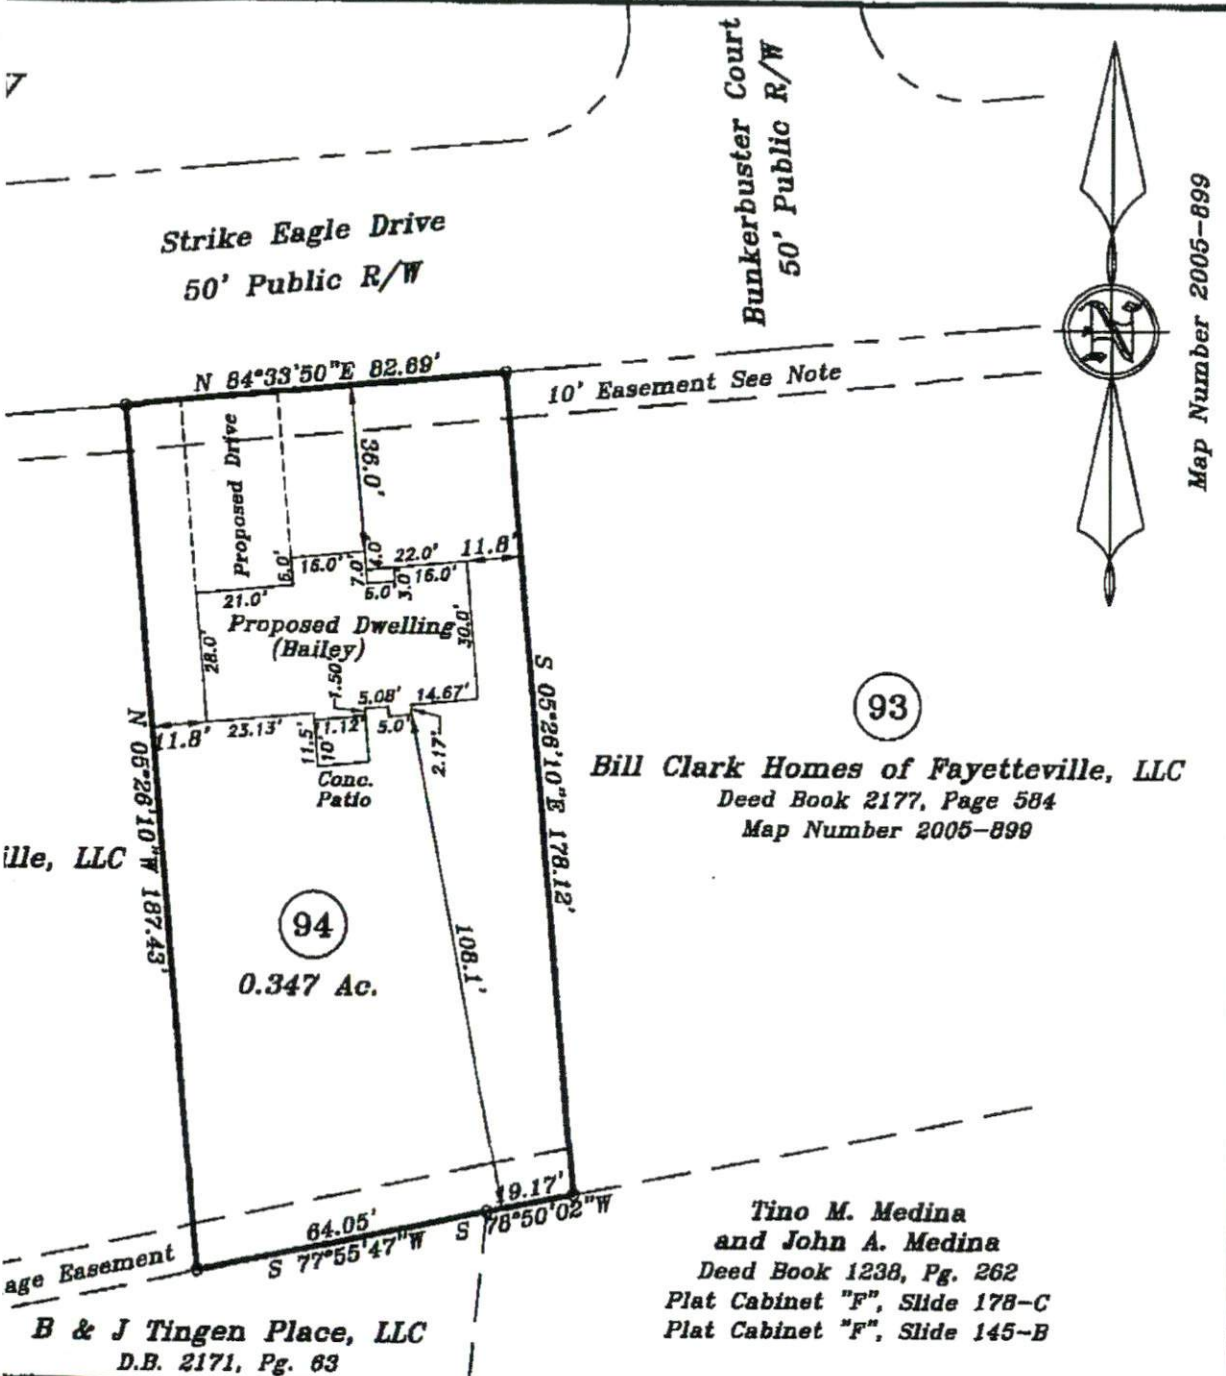 Strike Eagle Drive
50' Public R/W
Bunkerbuster Court
50' Public R/W
Map Number 2005-899
N
N 84°33'50"E 82.69'
10' Easement See Note
Proposed Drive
36.0'
4.0'
22.0'
11.8'
6.0'
16.0'
7.0'
6.0'
3.0'
16.0'
21.0'
Proposed Dwelling
(Bailey)
28.0'
30.0'
1.50'
5.08'
14.67'
11.8'
23.13'
11.5'
11.12'
5.0'
10'
2.17'
Conc.
Patio
N 05°26'10"W 187.43'
S 05°26'10"E 178.12'
93
Bill Clark Homes of Fayetteville, LLC
Deed Book 2177, Page 584
Map Number 2005-899
ille, LLC
94
0.347 Ac.
108.1'
19.17'
S 78°50'02"W
64.05'
S 77°55'47"W
age Easement
Tino M. Medina
and John A. Medina
Deed Book 1238, Pg. 262
Plat Cabinet "F", Slide 178-C
Plat Cabinet "F", Slide 145-B
B & J Tingen Place, LLC
D.B. 2171, Pg. 63